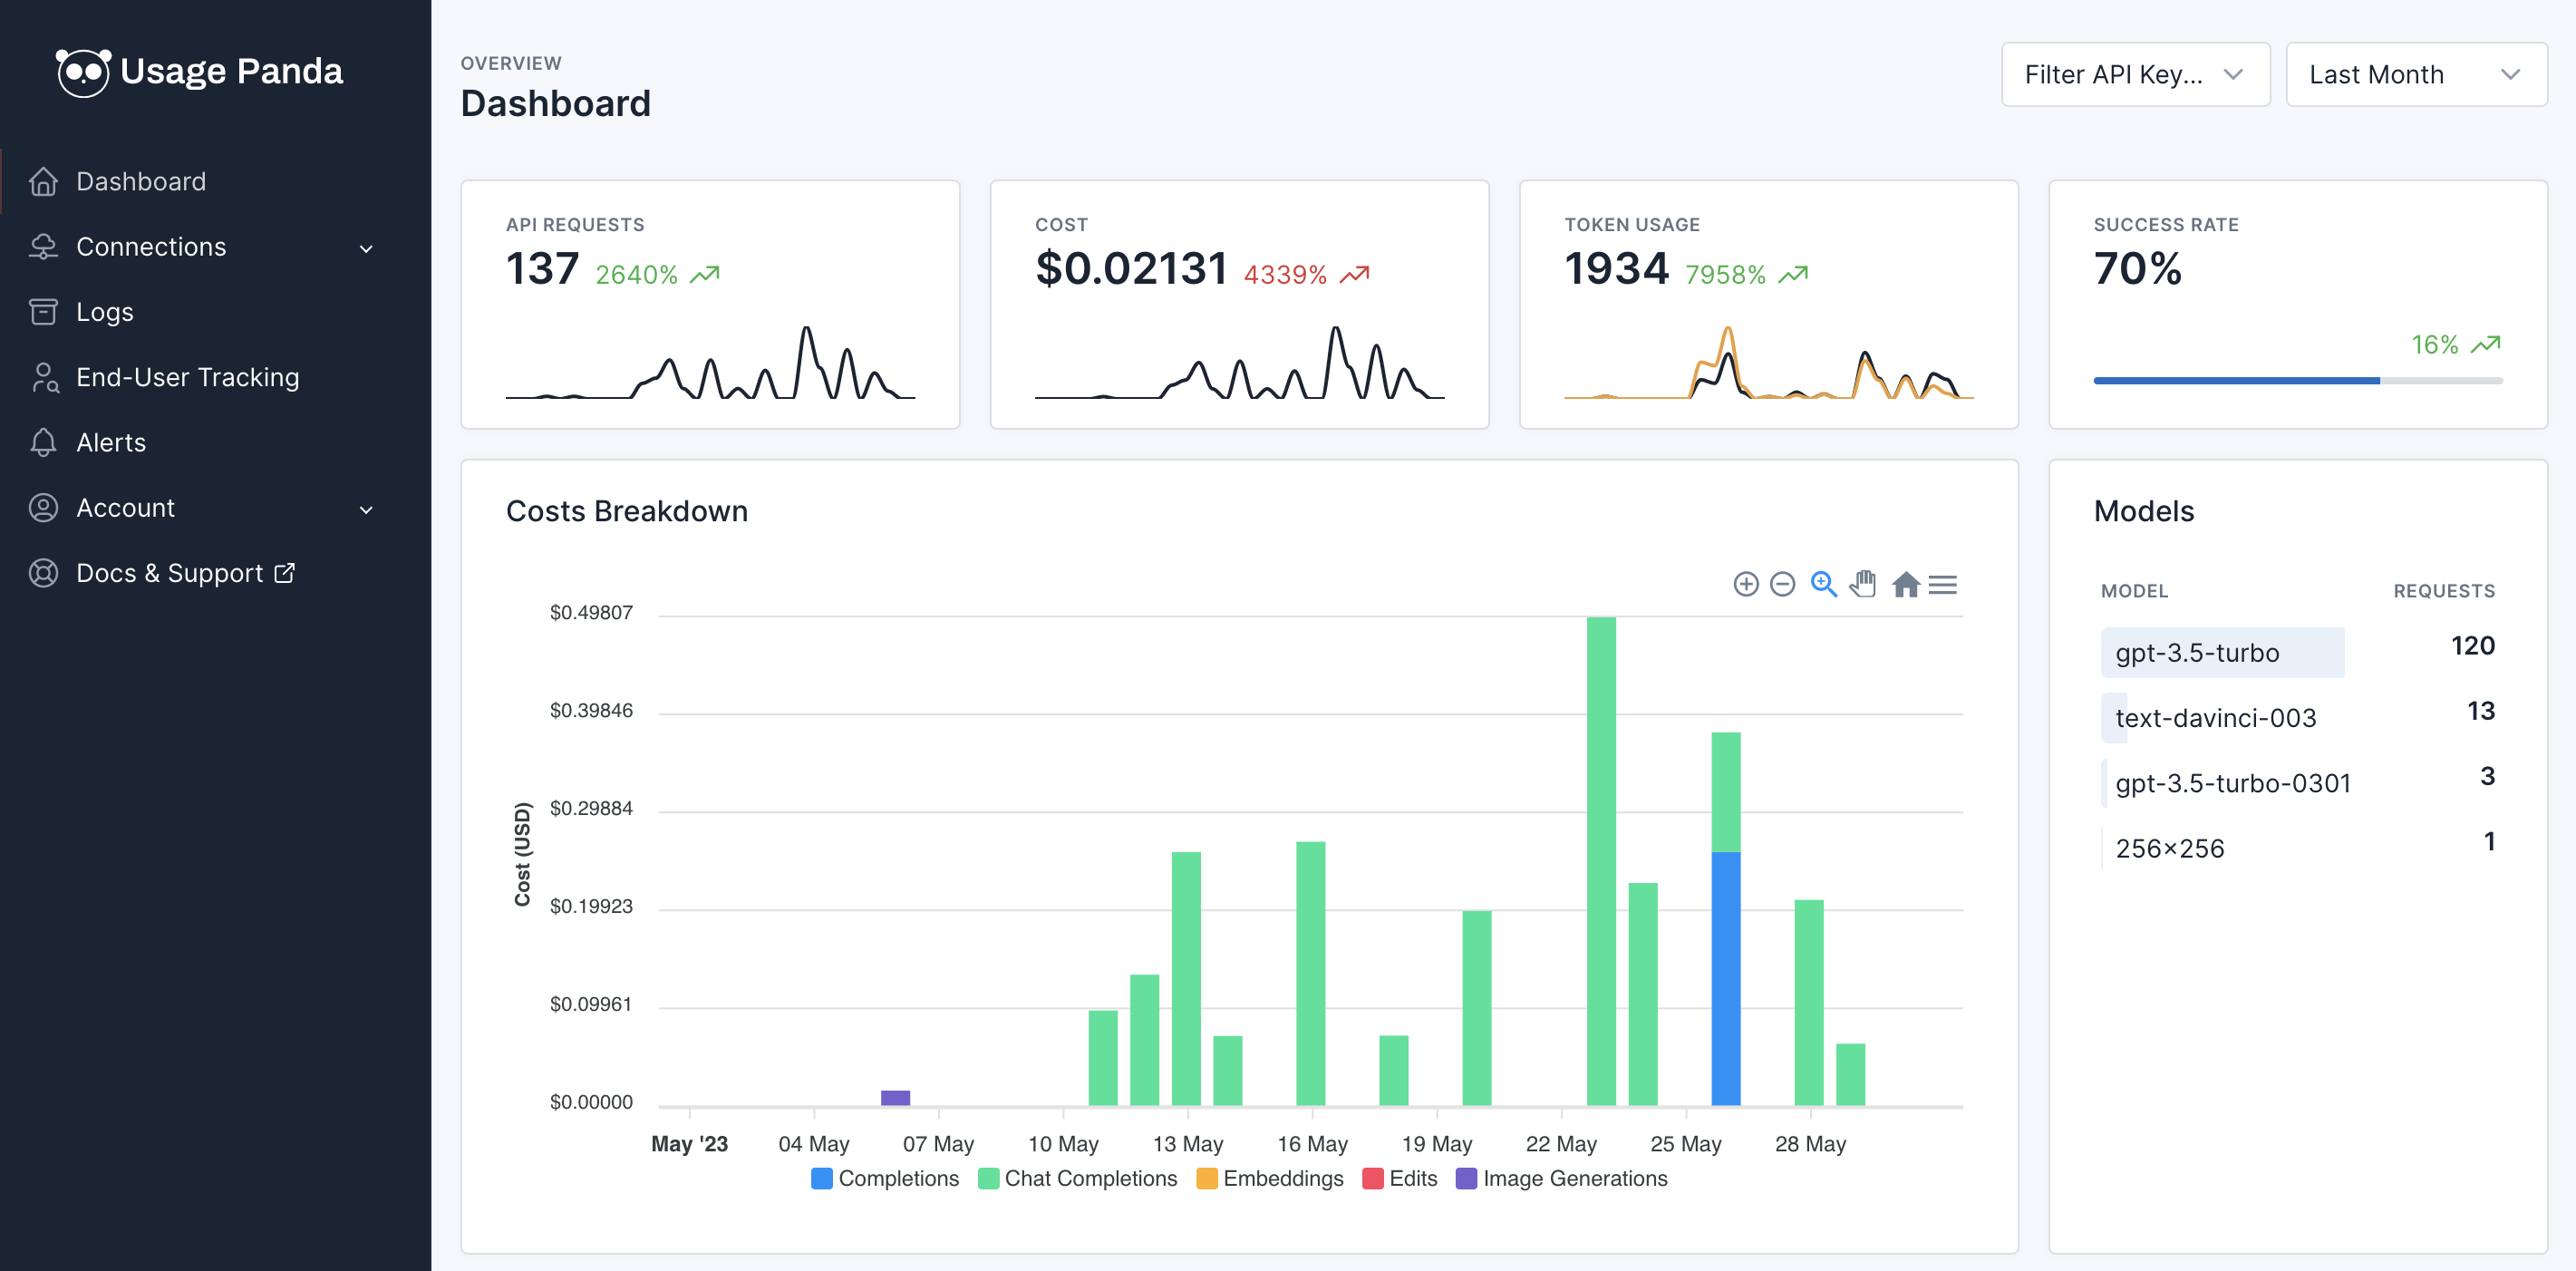 Usage Panda
Dashboard
Connections
Logs
End-User Tracking
Alerts
Account
Docs & Support
OVERVIEW
Dashboard
Filter API Key...
Last Month
API REQUESTS
137 2640%
COST
$0.02131 4339%
TOKEN USAGE
1934 7958%
SUCCESS RATE
70%
16%
Costs Breakdown
$0.49807
$0.39846
$0.29884
$0.19923
$0.09961
$0.00000
Cost (USD)
May '23 04 May 07 May 10 May 13 May 16 May 19 May 22 May 25 May 28 May
Completions Chat Completions Embeddings Edits Image Generations
Models
MODEL REQUESTS
gpt-3.5-turbo 120
text-davinci-003 13
gpt-3.5-turbo-0301 3
256×256 1